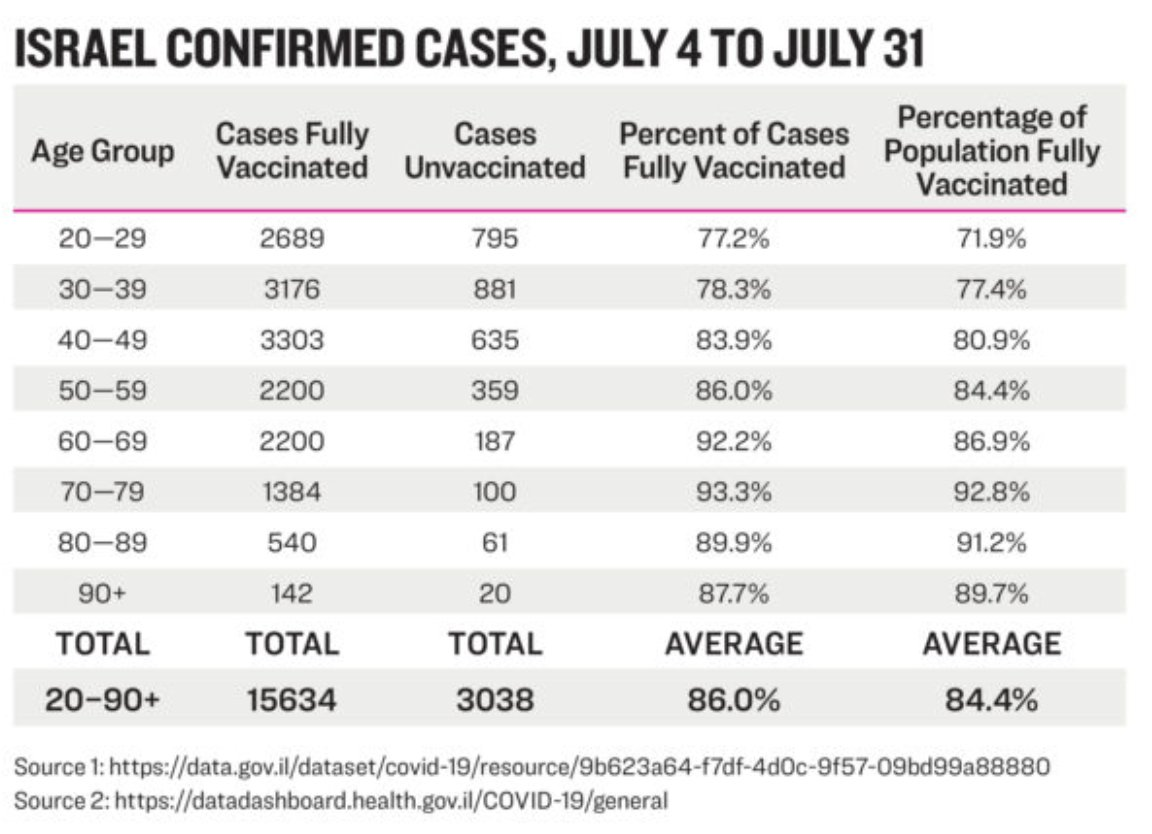 ISRAEL CONFIRMED CASES, JULY 4 TO JULY 31
Age Group Cases Fully Vaccinated Cases Unvaccinated Percent of Cases Fully Vaccinated Percentage of Population Fully Vaccinated
20—29 2689 795 77.2% 71.9%
30—39 3176 881 78.3% 77.4%
40—49 3303 635 83.9% 80.9%
50—59 2200 359 86.0% 84.4%
60—69 2200 187 92.2% 86.9%
70—79 1384 100 93.3% 92.8%
80—89 540 61 89.9% 91.2%
90+ 142 20 87.7% 89.7%
TOTAL TOTAL TOTAL AVERAGE AVERAGE
20–90+ 15634 3038 86.0% 84.4%
Source 1: https://data.gov.il/dataset/covid-19/resource/9b623a64-f7df-4d0c-9f57-09bd99a88880
Source 2: https://datadashboard.health.gov.il/COVID-19/general